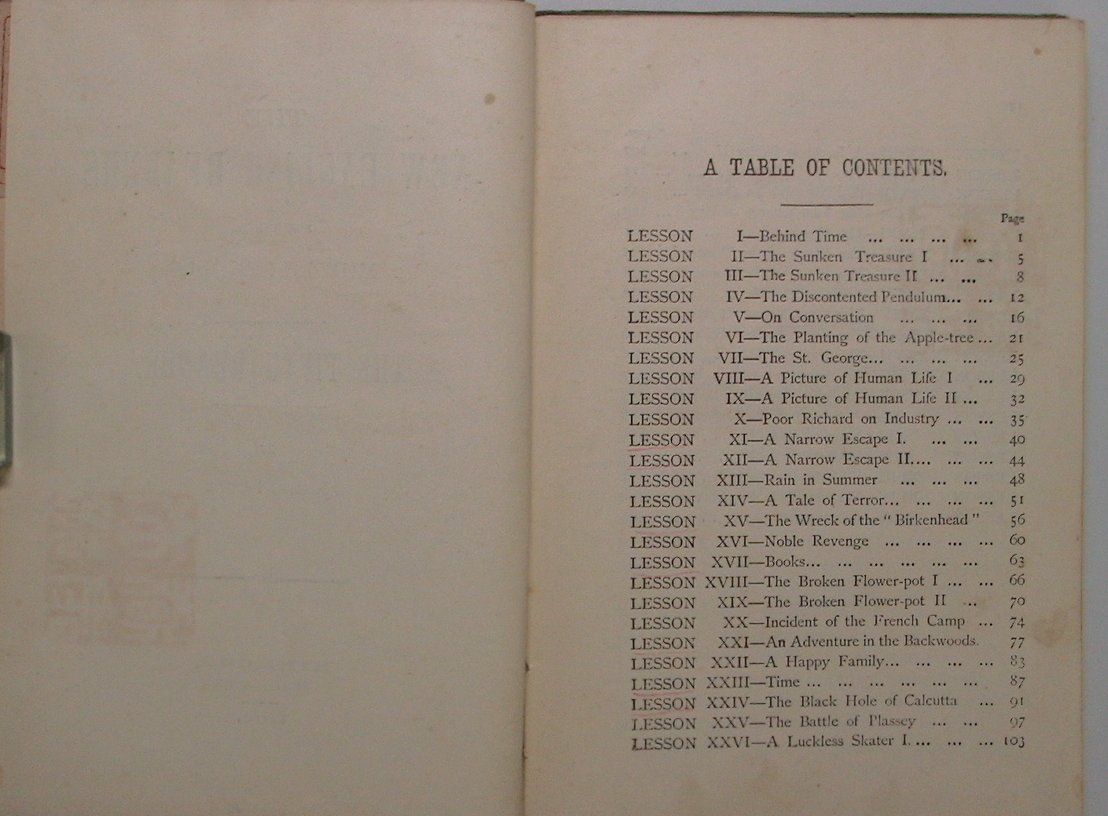 A TABLE OF CONTENTS.
Page
LESSON I—Behind Time ... ... ... ... 1
LESSON II—The Sunken Treasure I ... ... 5
LESSON III—The Sunken Treasure II ... ... 8
LESSON IV—The Discontented Pendulum... ... 12
LESSON V—On Conversation ... ... ... 16
LESSON VI—The Planting of the Apple-tree ... 21
LESSON VII—The St. George... ... ... ... 25
LESSON VIII—A Picture of Human Life I ... 29
LESSON IX—A Picture of Human Life II ... 32
LESSON X—Poor Richard on Industry ... ... 35
LESSON XI—A Narrow Escape I. ... ... 40
LESSON XII—A Narrow Escape II.... ... ... 44
LESSON XIII—Rain in Summer ... ... ... 48
LESSON XIV—A Tale of Terror... ... ... ... 51
LESSON XV—The Wreck of the "Birkenhead" 56
LESSON XVI—Noble Revenge ... ... ... ... 60
LESSON XVII—Books... ... ... ... ... ... 63
LESSON XVIII—The Broken Flower-pot I ... ... 66
LESSON XIX—The Broken Flower-pot II ... 70
LESSON XX—Incident of the French Camp ... 74
LESSON XXI—An Adventure in the Backwoods. 77
LESSON XXII—A Happy Family... ... ... ... 83
LESSON XXIII—Time ... ... ... ... ... ... 87
LESSON XXIV—The Black Hole of Calcutta ... 91
LESSON XXV—The Battle of Plassey ... ... 97
LESSON XXVI—A Luckless Skater I. ... ... ... 103